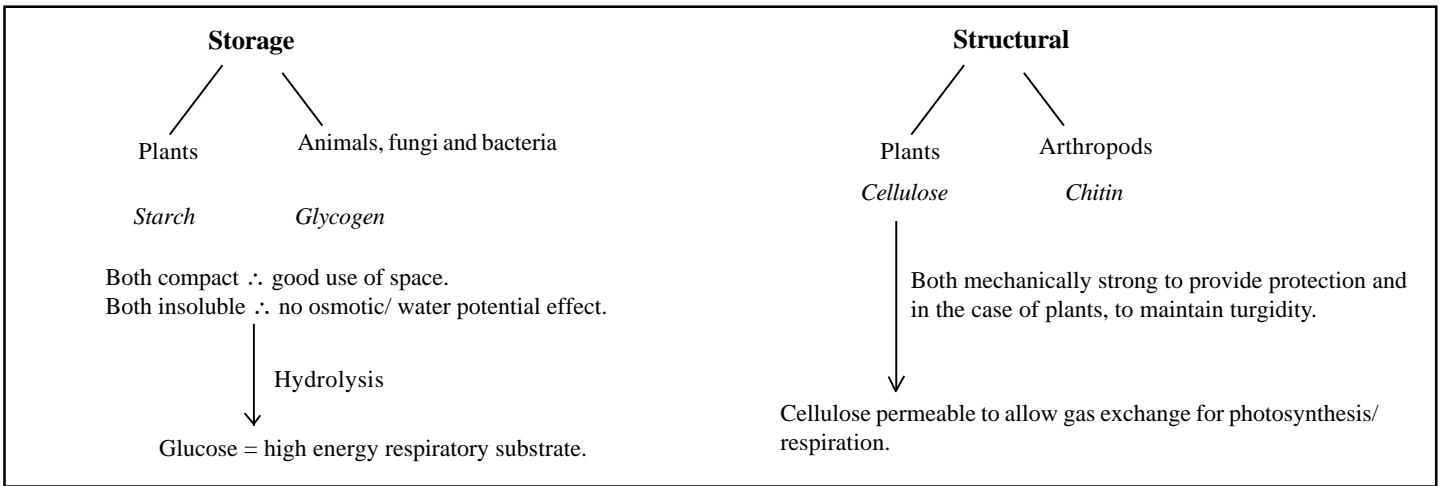 Storage
Plants
Animals, fungi and bacteria
Starch
Glycogen
Both compact ∴ good use of space.
Both insoluble ∴ no osmotic/ water potential effect.
Hydrolysis
Glucose = high energy respiratory substrate.
Structural
Plants
Arthropods
Cellulose
Chitin
Both mechanically strong to provide protection and
in the case of plants, to maintain turgidity.
Cellulose permeable to allow gas exchange for photosynthesis/
respiration.